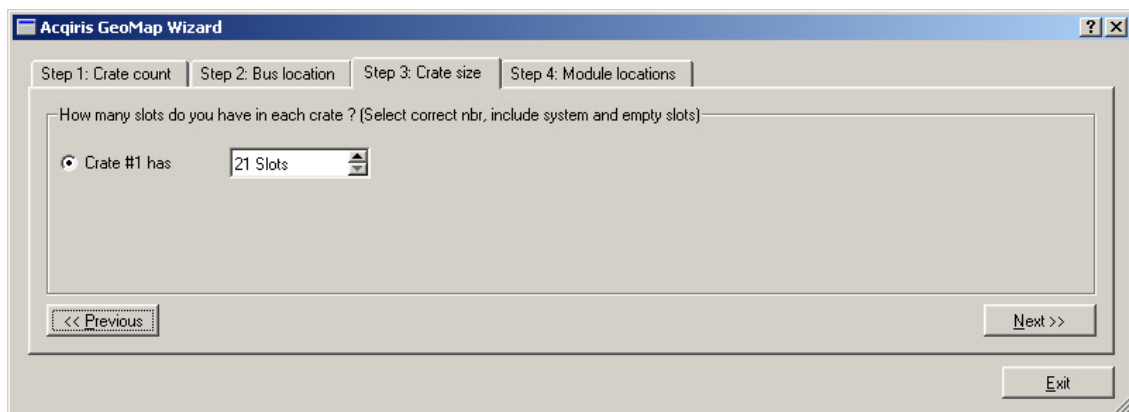 Acqiris GeoMap Wizard
Step 1: Crate count Step 2: Bus location Step 3: Crate size Step 4: Module locations
How many slots do you have in each crate ? (Select correct nbr, include system and empty slots)
Crate #1 has 21 Slots
<< Previous Next >>
Exit